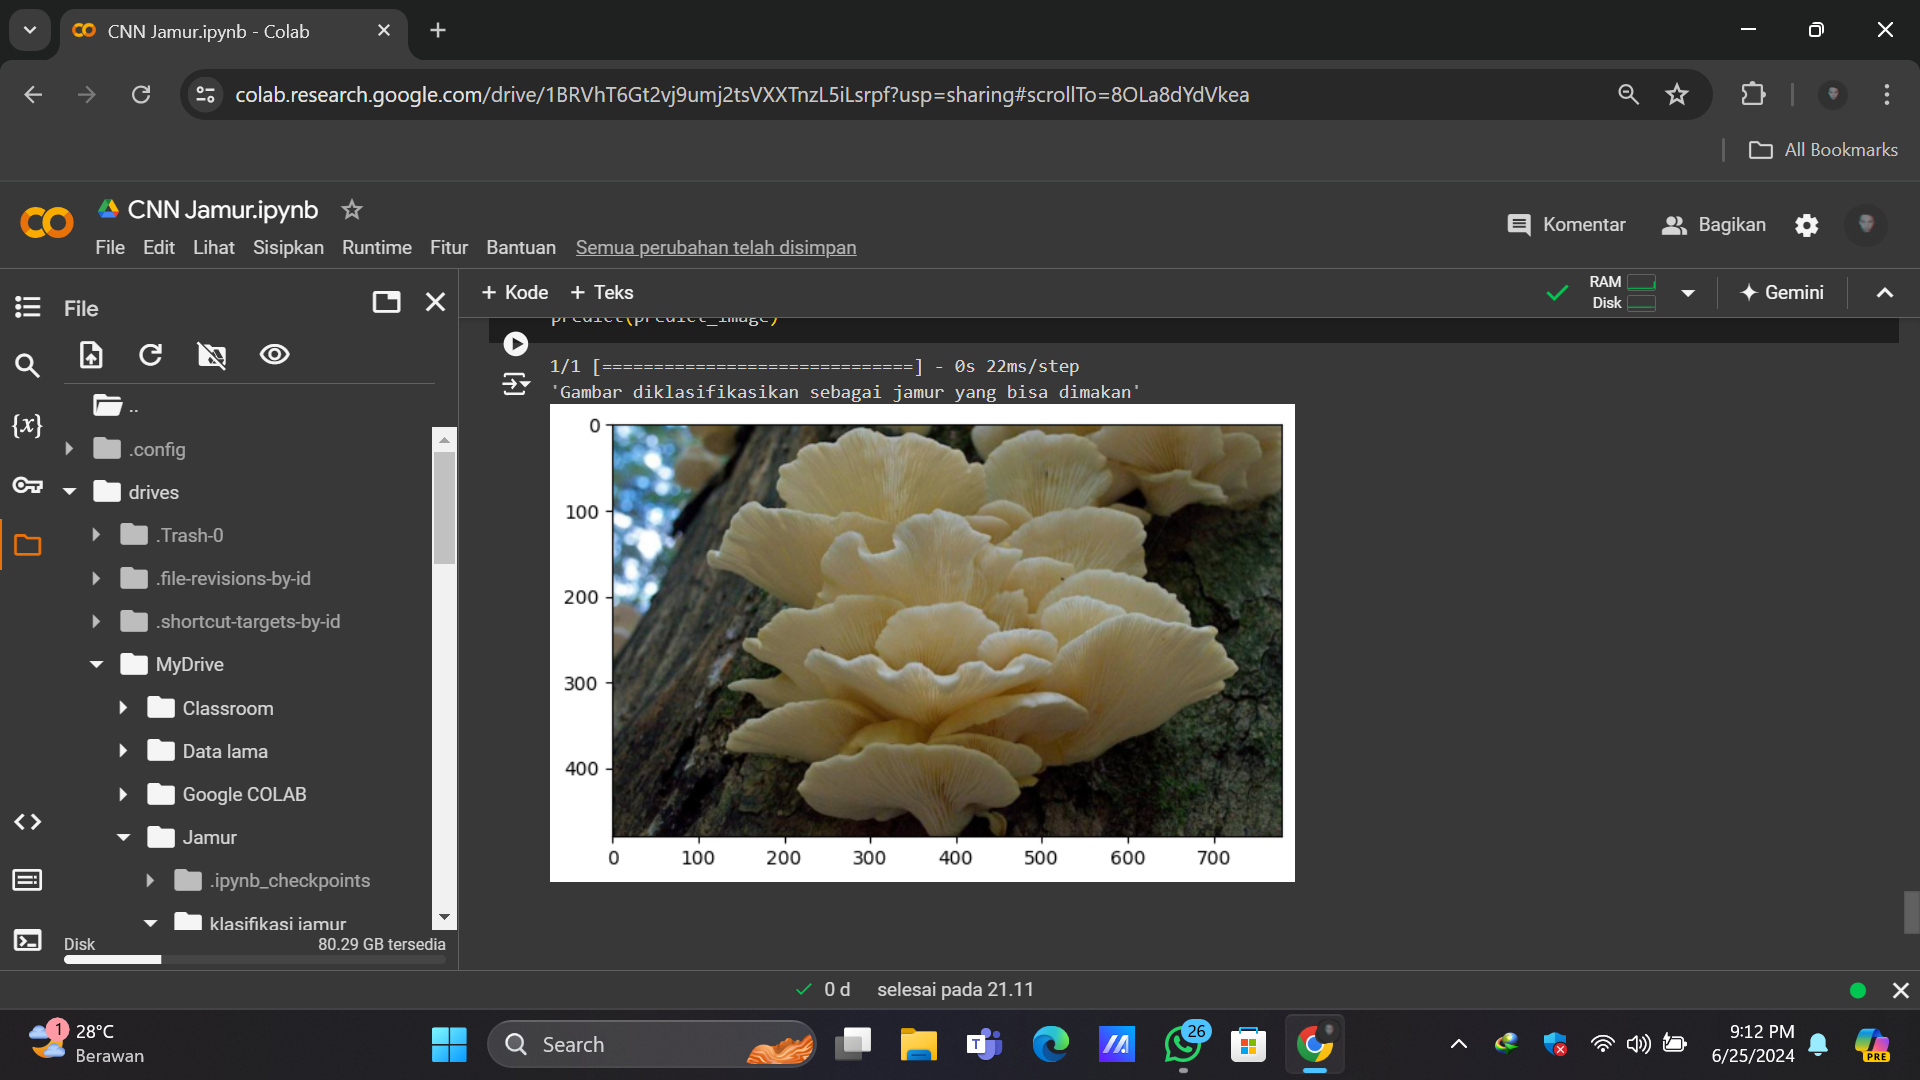 CNN Jamur.ipynb - Colab
colab.research.google.com/drive/1BRVhT6Gt2vj9umj2tsVXXTnzL5iLsrpf?usp=sharing#scrollTo=8OLa8dYdVkea
All Bookmarks
CNN Jamur.ipynb
File Edit Lihat Sisipkan Runtime Fitur Bantuan Semua perubahan telah disimpan
Komentar Bagikan
File
+ Kode + Teks
RAM
Disk
Gemini
predict(predict_image)
1/1 [==============================] - 0s 22ms/step
'Gambar diklasifikasikan sebagai jamur yang bisa dimakan'
..
.config
drives
.Trash-0
.file-revisions-by-id
.shortcut-targets-by-id
MyDrive
Classroom
Data lama
Google COLAB
Jamur
.ipynb_checkpoints
klasifikasi jamur
Disk 80.29 GB tersedia
{x}
0
100
200
300
400
0 100 200 300 400 500 600 700
0 d selesai pada 21.11
1
28°C
Berawan
Search
T
26
PRE
9:12 PM
6/25/2024